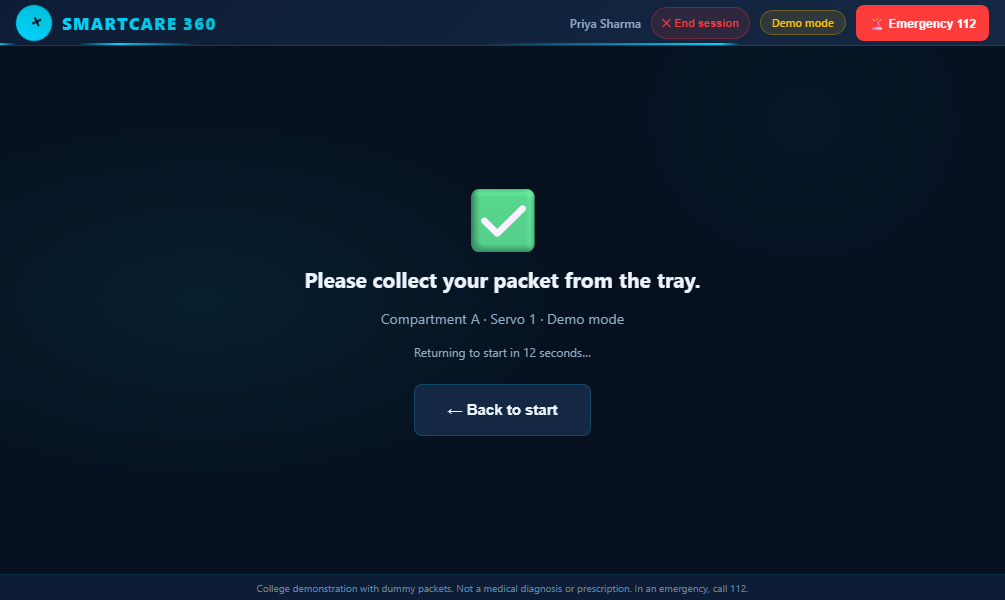 SMARTCARE 360
Priya Sharma
✕ End session
Demo mode
🚨 Emergency 112
Please collect your packet from the tray.
Compartment A · Servo 1 · Demo mode
Returning to start in 12 seconds...
← Back to start
College demonstration with dummy packets. Not a medical diagnosis or prescription. In an emergency, call 112.